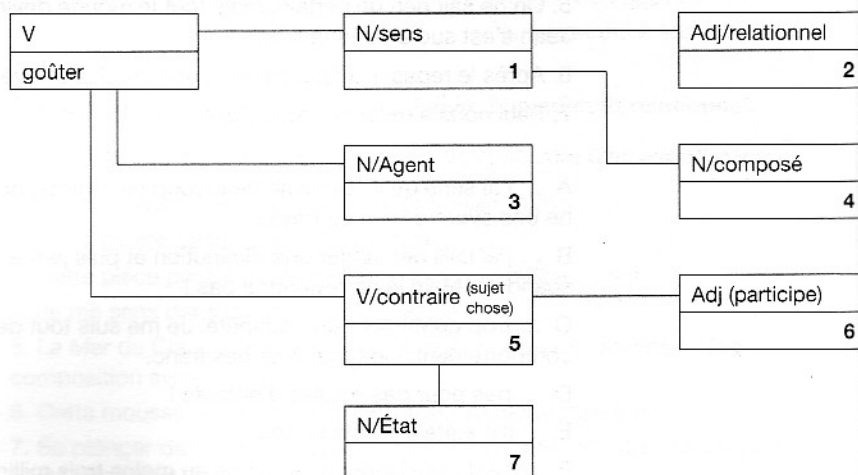 V
goûter
N/sens
1
Adj/relationnel
2
N/Agent
3
N/composé
4
V/contraire (sujet chose)
5
Adj (participe)
6
N/État
7